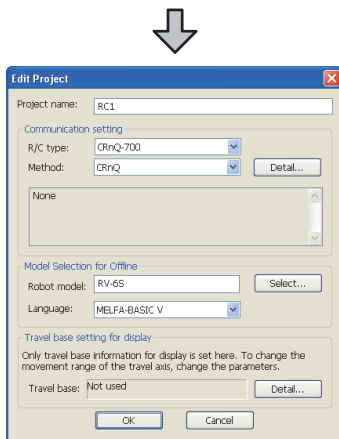 Edit Project
Project name: RC1
Communication setting
R/C type: CRnQ-700
Method: CRnQ Detail...
None
Model Selection for Offline
Robot model: RV-6S Select...
Language: MELFA-BASIC V
Travel base setting for display
Only travel base information for display is set here. To change the
movement range of the travel axis, change the parameters.
Travel base: Not used Detail...
OK Cancel